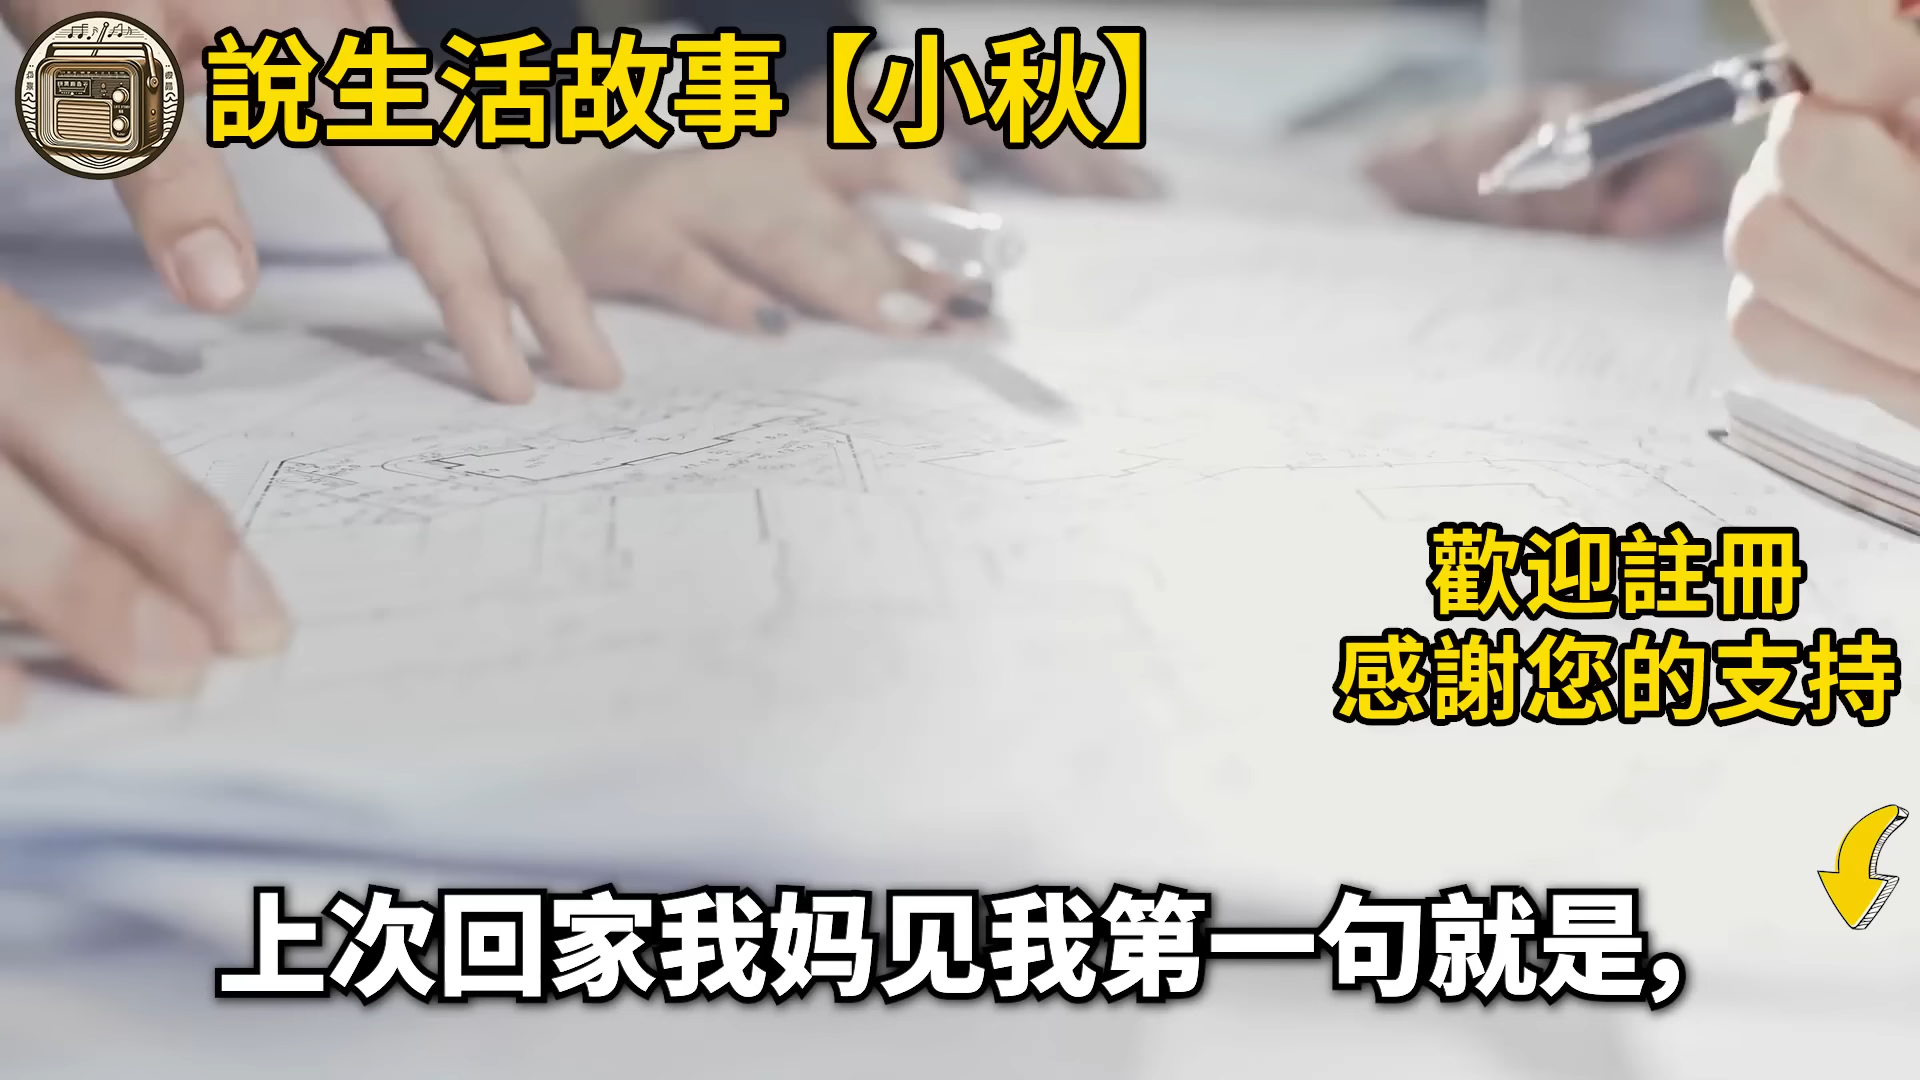 說生活故事【小秋】
歡迎註冊
感謝您的支持
上次回家我妈见我第一句就是,